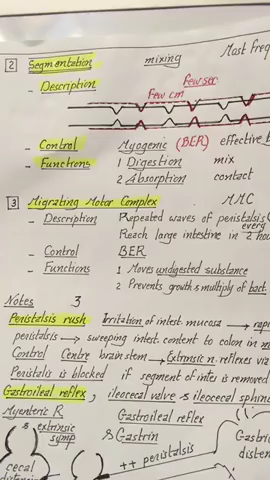 2 Segmentation mixing Most freq
- Description Few sec
Few cm
- Control Myogenic (BER) effective
- Functions 1 Digestion mix
2 Absorption contact
3 Migrating Motor Complex MMC
- Description Repeated waves of peristalsis
Reach large intestine in every 2 hou
- Control BER
- Functions 1 Moves undigested substance
2 Prevents growth & multiply of bact
Notes 3
Peristalsis rush Irritation of intest mucosa → rap
peristalsis → sweeping intest content to colon in
Control Centre brain stem → Extrinsic n. reflexes via
is blocked if segment of intes is removed
Gastroileal reflex, ileocecal valve & ileocecal sphinc
Myenteric R Gastroileal reflex
extrinsic & Gastrin Gastri
symp ++ peristalsis disten
cecal
distens